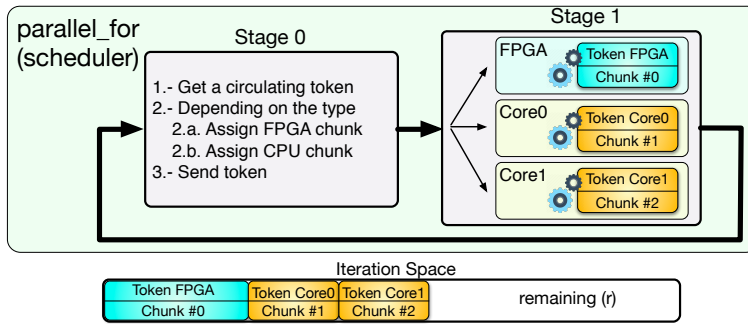 parallel_for
(scheduler)
Stage 0
1.- Get a circulating token
2.- Depending on the type
2.a. Assign FPGA chunk
2.b. Assign CPU chunk
3.- Send token
Stage 1
FPGA
Token FPGA
Chunk #0
Core0
Token Core0
Chunk #1
Core1
Token Core1
Chunk #2
Iteration Space
Token FPGA Token Core0 Token Core1 remaining (r)
Chunk #0 Chunk #1 Chunk #2